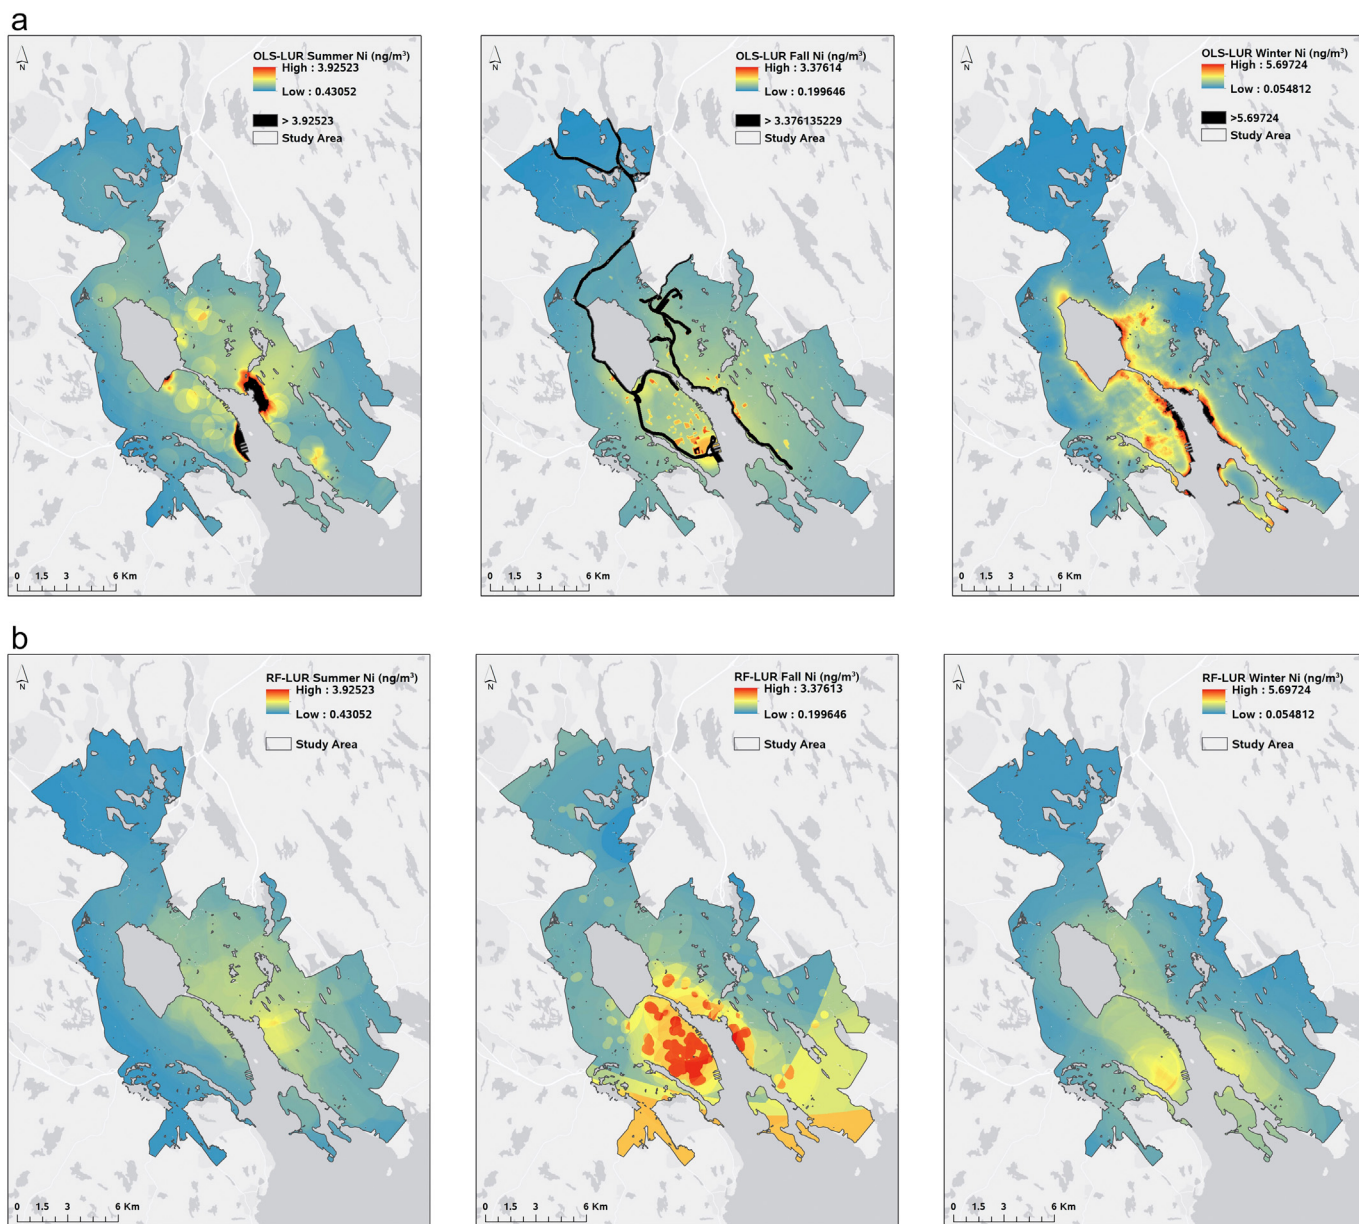 a
OLS-LUR Summer Ni (ng/m³)
High : 3.92523
Low : 0.43052
> 3.92523
Study Area
N
0 1.5 3 6 Km
OLS-LUR Fall Ni (ng/m³)
High : 3.37614
Low : 0.199646
> 3.376135229
Study Area
N
0 1.5 3 6 Km
OLS-LUR Winter Ni (ng/m³)
High : 5.69724
Low : 0.054812
>5.69724
Study Area
N
0 1.5 3 6 Km
b
RF-LUR Summer Ni (ng/m³)
High : 3.92523
Low : 0.43052
Study Area
N
0 1.5 3 6 Km
RF-LUR Fall Ni (ng/m³)
High : 3.37613
Low : 0.199646
Study Area
N
0 1.5 3 6 Km
RF-LUR Winter Ni (ng/m³)
High : 5.69724
Low : 0.054812
Study Area
N
0 1.5 3 6 Km